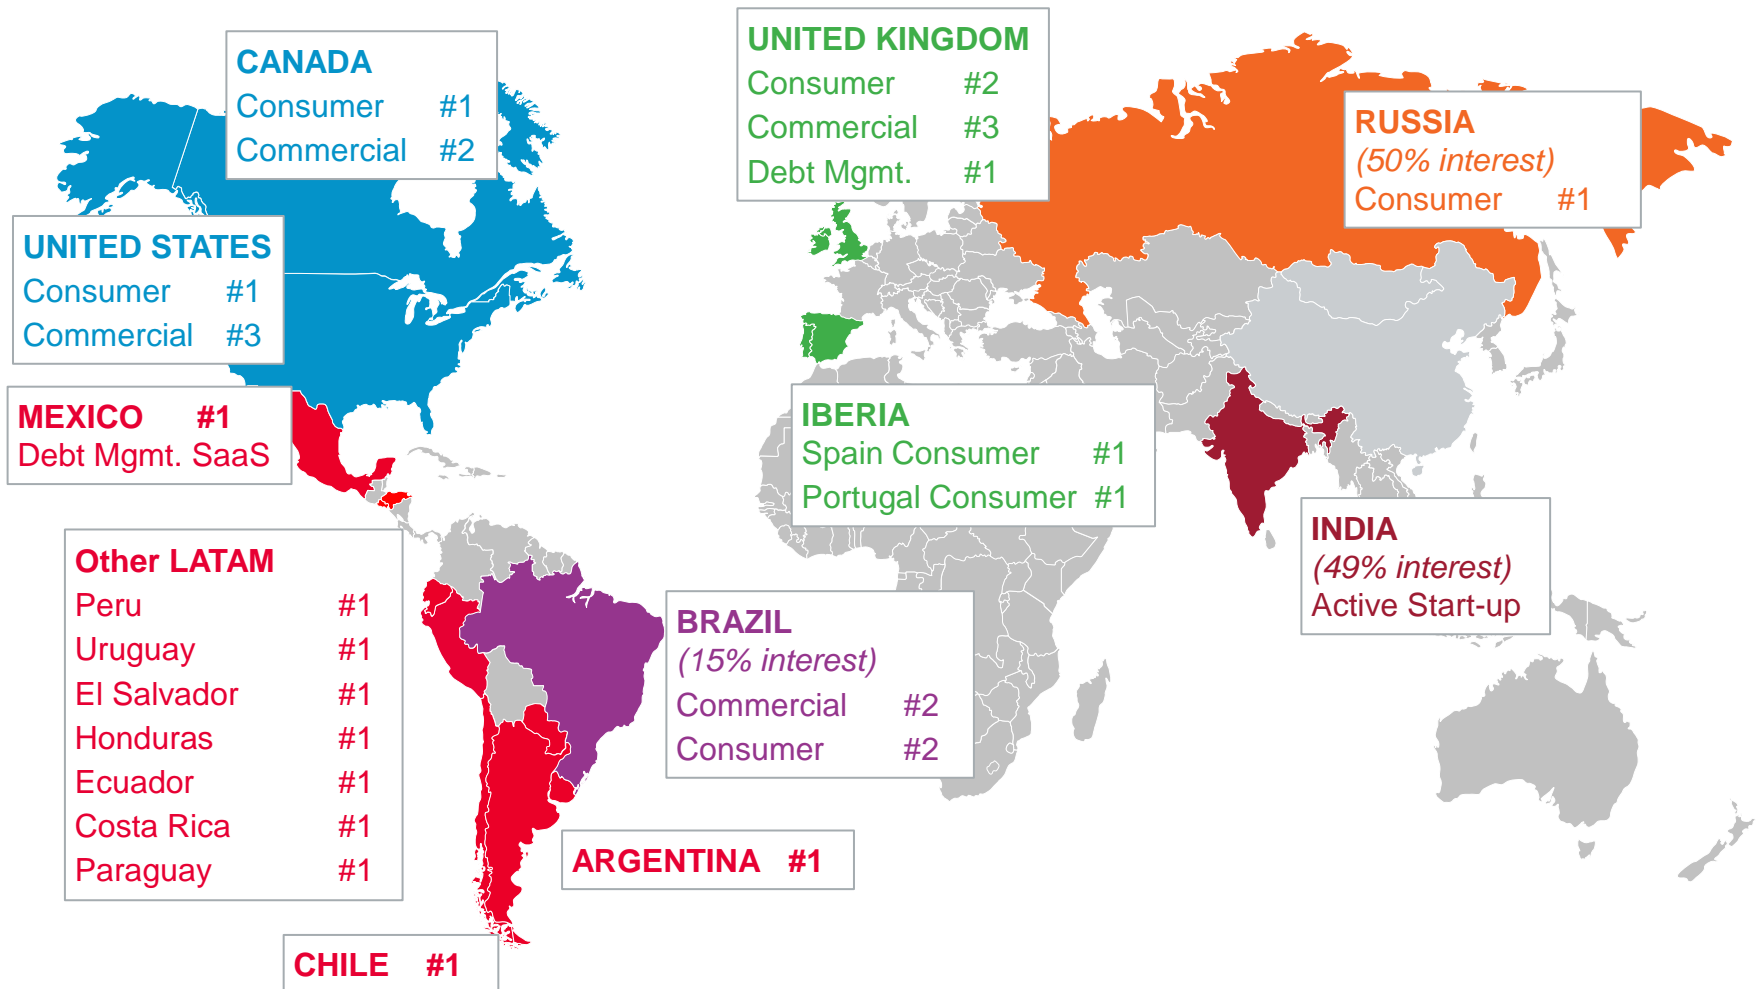 CANADA
Consumer #1
Commercial #2
UNITED STATES
Consumer #1
Commercial #3
MEXICO #1
Debt Mgmt. SaaS
Other LATAM
Peru #1
Uruguay #1
El Salvador #1
Honduras #1
Ecuador #1
Costa Rica #1
Paraguay #1
CHILE #1
ARGENTINA #1
BRAZIL
(15% interest)
Commercial #2
Consumer #2
UNITED KINGDOM
Consumer #2
Commercial #3
Debt Mgmt. #1
IBERIA
Spain Consumer #1
Portugal Consumer #1
RUSSIA
(50% interest)
Consumer #1
INDIA
(49% interest)
Active Start-up